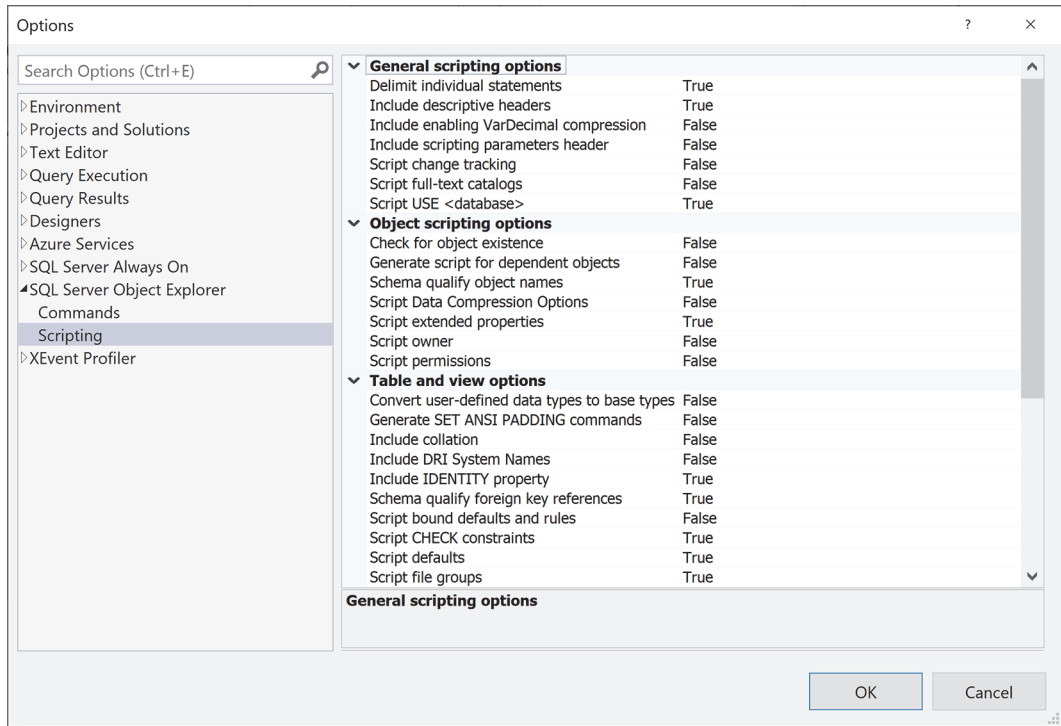 Options
?
Search Options (Ctrl+E)
Environment
Projects and Solutions
Text Editor
Query Execution
Query Results
Designers
Azure Services
SQL Server Always On
SQL Server Object Explorer
Commands
Scripting
XEvent Profiler
General scripting options
Delimit individual statements True
Include descriptive headers True
Include enabling VarDecimal compression False
Include scripting parameters header False
Script change tracking False
Script full-text catalogs False
Script USE <database> True
Object scripting options
Check for object existence False
Generate script for dependent objects False
Schema qualify object names True
Script Data Compression Options False
Script extended properties True
Script owner False
Script permissions False
Table and view options
Convert user-defined data types to base types False
Generate SET ANSI PADDING commands False
Include collation False
Include DRI System Names False
Include IDENTITY property True
Schema qualify foreign key references True
Script bound defaults and rules False
Script CHECK constraints True
Script defaults True
Script file groups True
General scripting options
OK Cancel